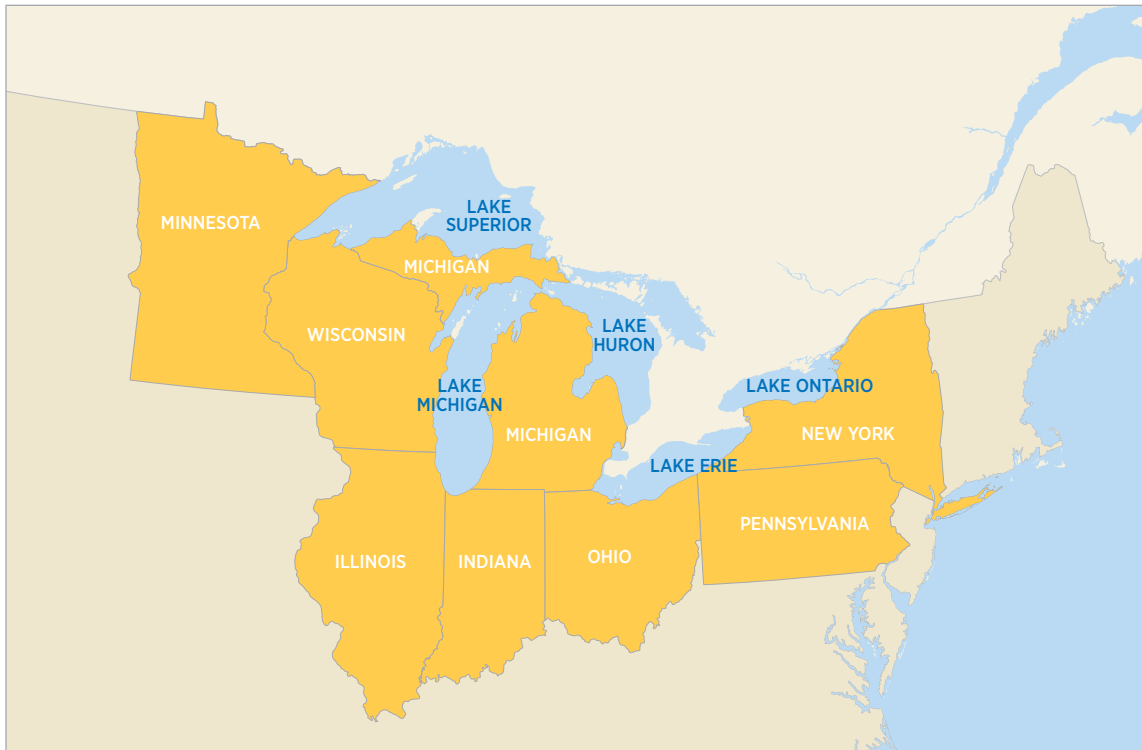 LAKE
SUPERIOR
MINNESOTA
MICHIGAN
WISCONSIN
LAKE
HURON
LAKE
MICHIGAN
LAKE ONTARIO
MICHIGAN
NEW YORK
LAKE ERIE
PENNSYLVANIA
ILLINOIS
INDIANA
OHIO